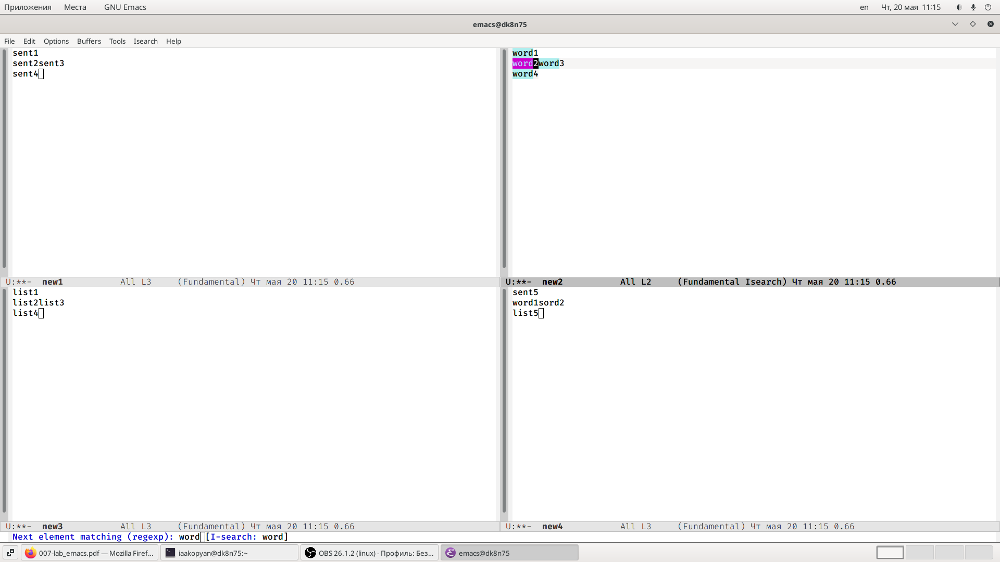 Приложения Места GNU Emacs en Чт, 20 мая 11:15
emacs@dk8n75
File Edit Options Buffers Tools Isearch Help
sent1
sent2sent3
sent4
word1
word2word3
word4
U:**- new1 All L3 (Fundamental) Чт мая 20 11:15 0.66
U:**- new2 All L2 (Fundamental Isearch) Чт мая 20 11:15 0.66
list1
list2list3
list4
sent5
word1sord2
list5
U:**- new3 All L3 (Fundamental) Чт мая 20 11:15 0.66
U:**- new4 All L3 (Fundamental) Чт мая 20 11:15 0.66
Next element matching (regexp): word [I-search: word]
007-lab_emacs.pdf — Mozilla Firef... iaakopyan@dk8n75:~ OBS 26.1.2 (linux) - Профиль: Без... emacs@dk8n75